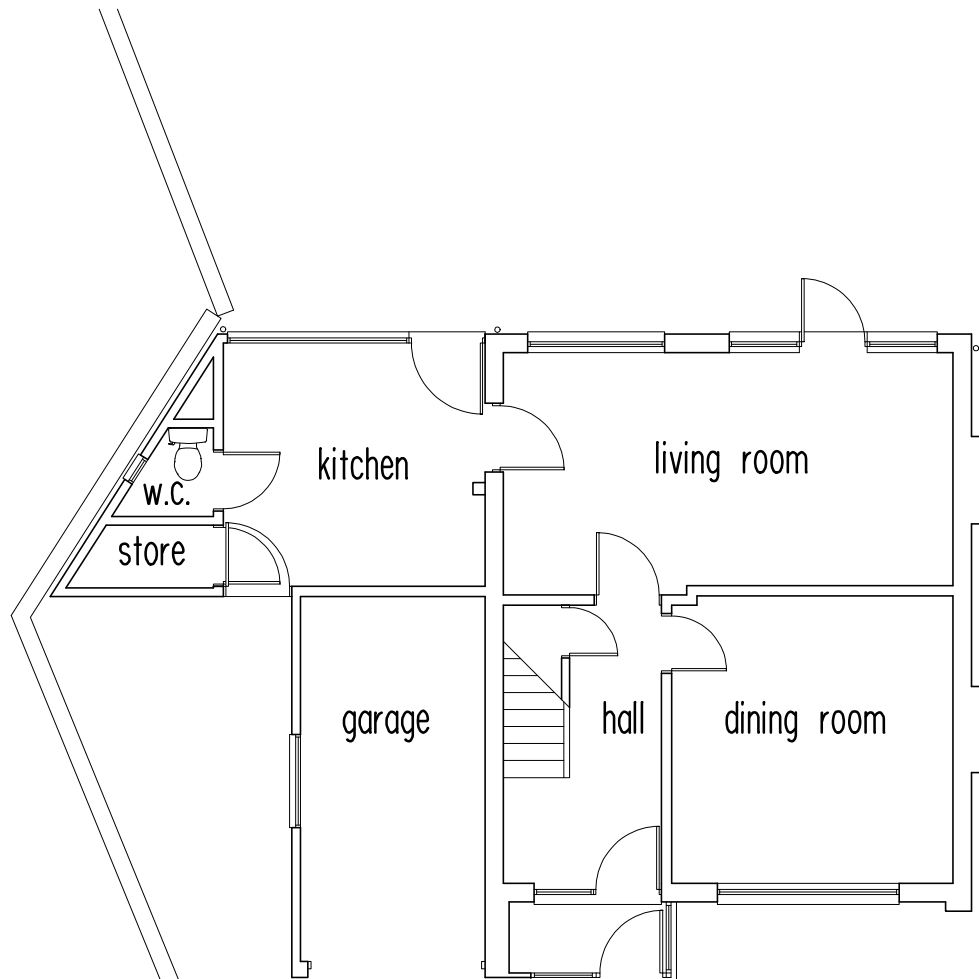 living room
kitchen
w.c.
store
garage
hall
dining room